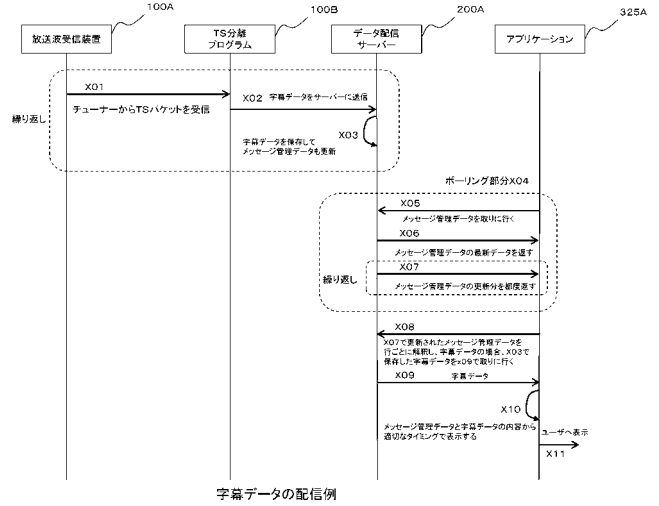 100A
100B
200A
325A
放送波受信装置
TS分離
プログラム
データ配信
サーバー
アプリケーション
X01
チューナーからTSパケットを受信
X02 字幕データをサーバーに送信
繰り返し
X03
字幕データを保存して
メッセージ管理データも更新
ポーリング部分X04
X05
メッセージ管理データを取りに行く
X06
メッセージ管理データの最新データを返す
X07
繰り返し
メッセージ管理データの更新分を都度返す
X08
X07で更新されたメッセージ管理データを
行ごとに解釈し、字幕データの場合、X03で
保存した字幕データをx09で取りに行く
X09 字幕データ
X10
メッセージ管理データと字幕データの内容から
適切なタイミングで表示する
ユーザへ表示
X11
字幕データの配信例